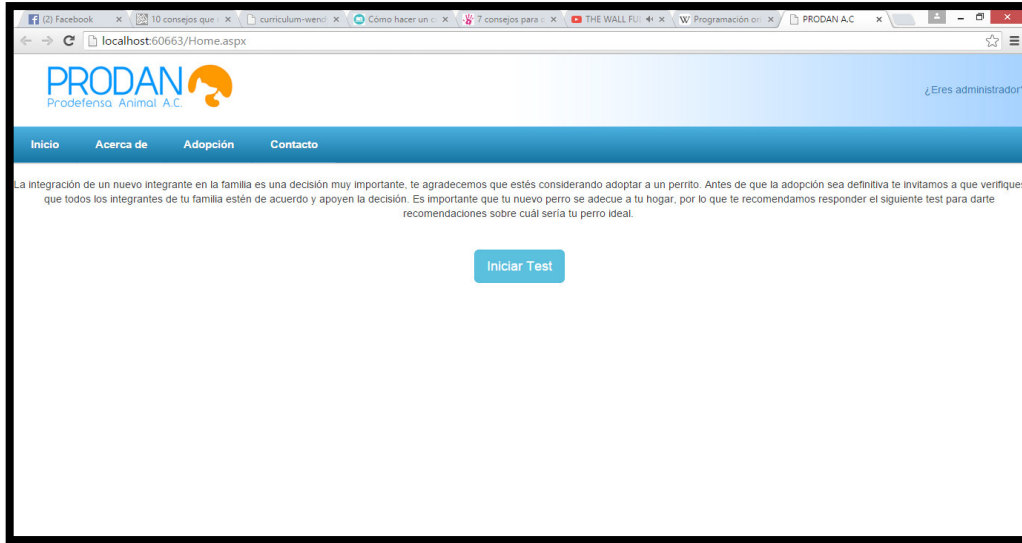 (2) Facebook
10 consejos que
curriculum-wend
Cómo hacer un c
7 consejos para
THE WALL FUL
Programación or
PRODAN A.C
localhost:60663/Home.aspx
PRODAN
Prodefensa Animal A.C.
¿Eres administrador?
Inicio Acerca de Adopción Contacto
La integración de un nuevo integrante en la familia es una decisión muy importante, te agradecemos que estés considerando adoptar a un perrito. Antes de que la adopción sea definitiva te invitamos a que verifiques
que todos los integrantes de tu familia estén de acuerdo y apoyen la decisión. Es importante que tu nuevo perro se adecue a tu hogar, por lo que te recomendamos responder el siguiente test para darte
recomendaciones sobre cuál sería tu perro ideal.
Iniciar Test